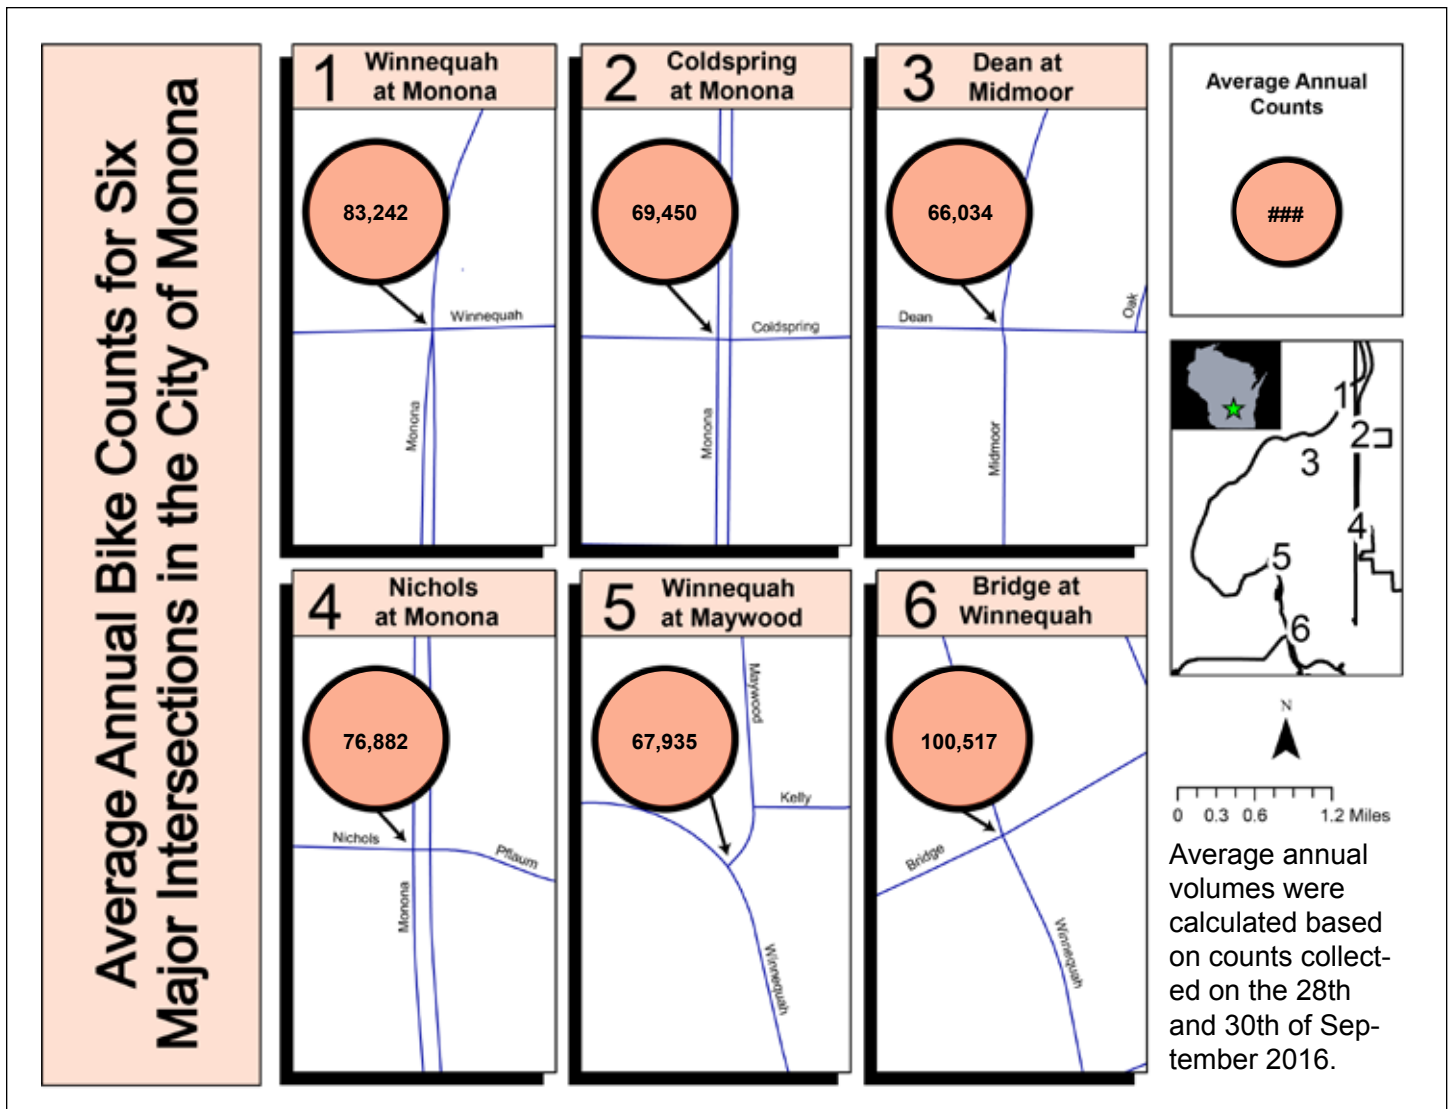 Average Annual Bike Counts for Six
Major Intersections in the City of Monona
1
Winnequah
at Monona
83,242
Winnequah
Monona
2
Coldspring
at Monona
69,450
Coldspring
Monona
3
Dean at
Midmoor
66,034
Dean
Oak
Midmoor
4
Nichols
at Monona
76,882
Nichols
Pflaum
Monona
5
Winnequah
at Maywood
67,935
Maywood
Kelly
Winnequah
6
Bridge at
Winnequah
100,517
Bridge
Winnequah
Average Annual
Counts
###
1
2
3
4
5
6
N
0 0.3 0.6 1.2 Miles
Average annual
volumes were
calculated based
on counts collect-
ed on the 28th
and 30th of Sep-
tember 2016.